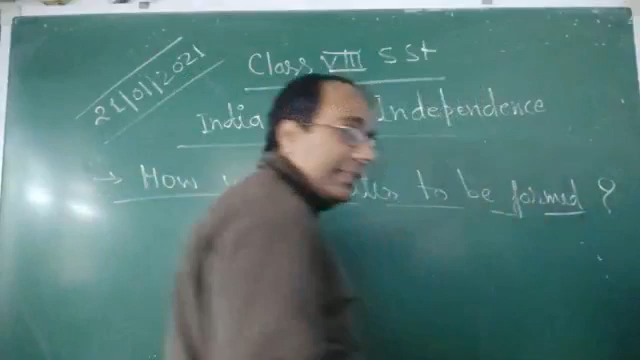 21/01/2021
Class VIII SSt
India Independence
→ How to be formed ?